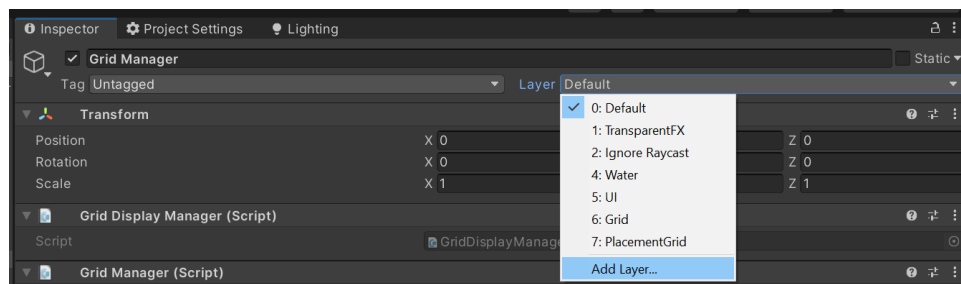 Inspector Project Settings Lighting
Grid Manager Static
Tag Untagged Layer Default
0: Default
Transform
1: TransparentFX
Position X 0 Z 0
2: Ignore Raycast
Rotation X 0 Z 0
4: Water
Scale X 1 Z 1
5: UI
Grid Display Manager (Script)
6: Grid
Script GridDisplayManage
7: PlacementGrid
Grid Manager (Script)
Add Layer...